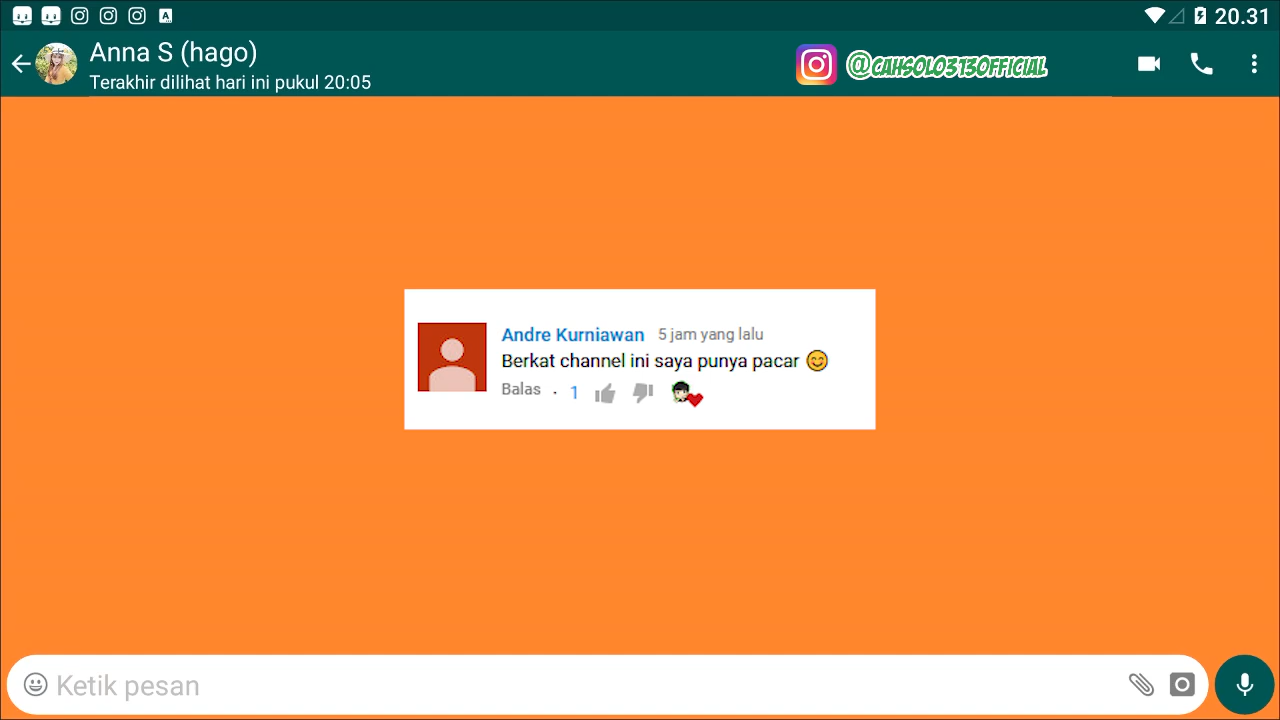 20.31
Anna S (hago)
Terakhir dilihat hari ini pukul 20:05
@CAHSOLO313OFFICIAL
Andre Kurniawan 5 jam yang lalu
Berkat channel ini saya punya pacar 😊
Balas · 1
Ketik pesan